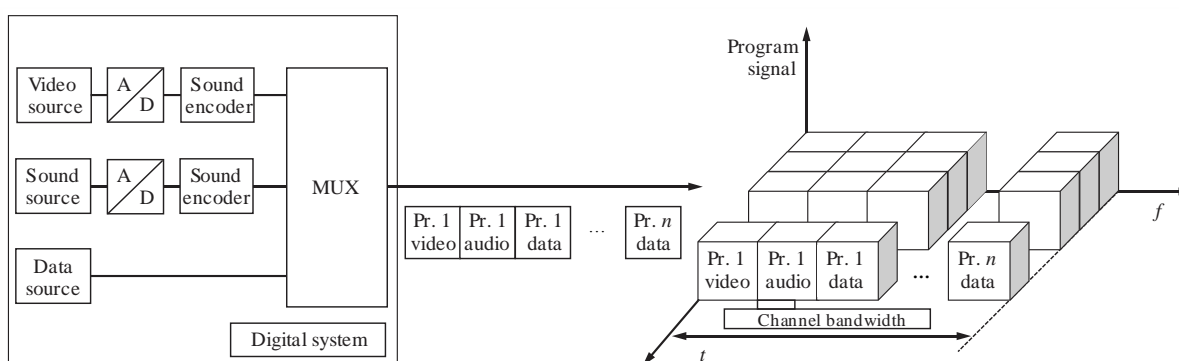 Video
source
A
D
Sound
encoder
Sound
source
A
D
Sound
encoder
Data
source
MUX
Digital system
Pr. 1
video
Pr. 1
audio
Pr. 1
data
...
Pr. n
data
Program
signal
f
Pr. 1
video
Pr. 1
audio
Pr. 1
data
...
Pr. n
data
Channel bandwidth
t